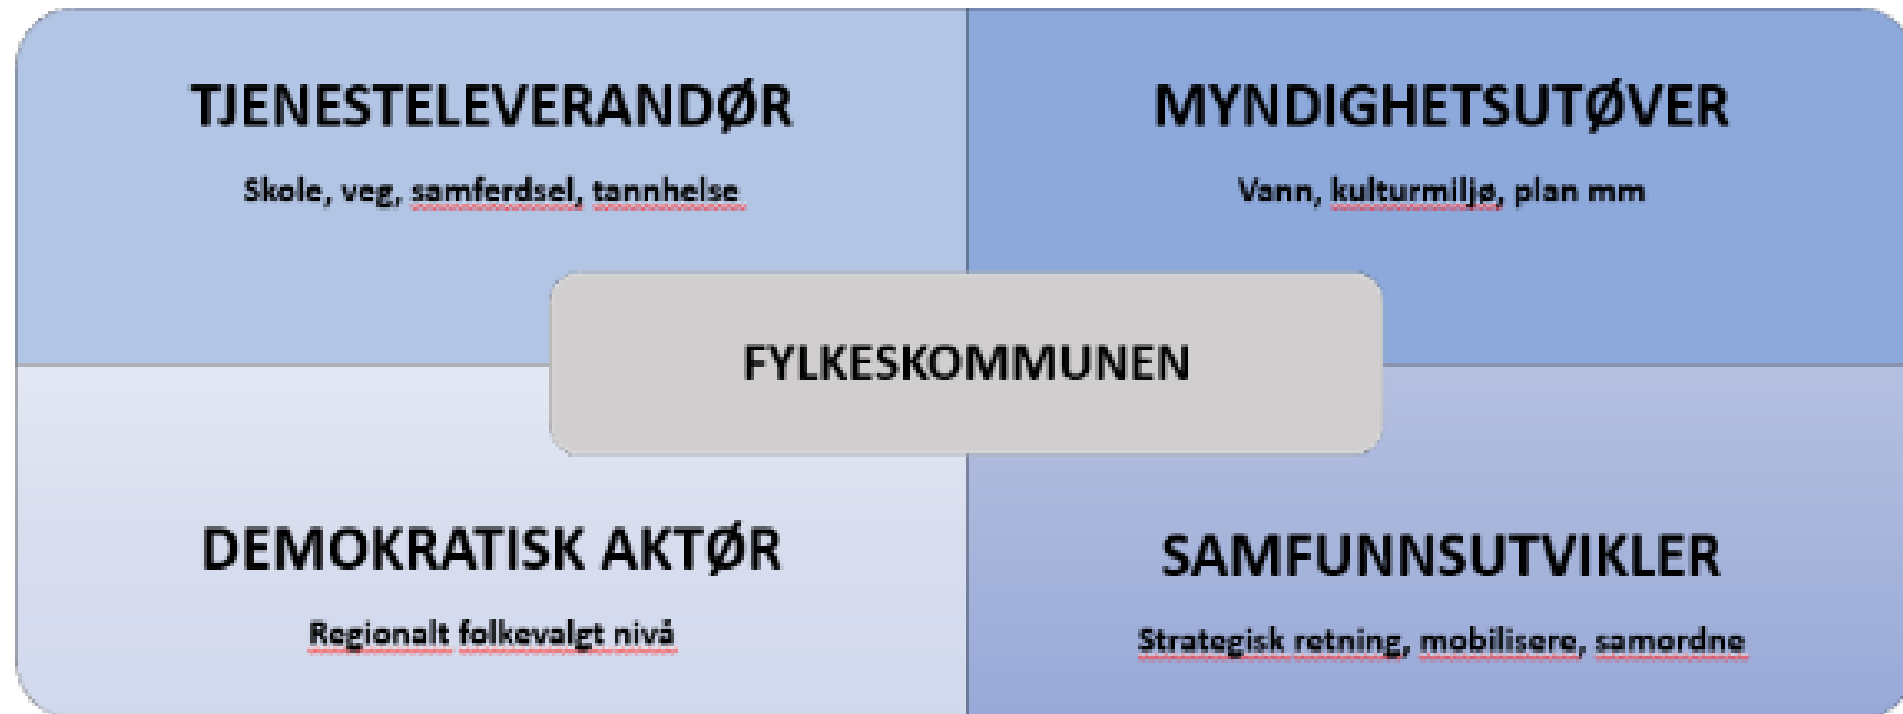 TJENESTELEVERANDØR
Skole, veg, samferdsel, tannhelse
MYNDIGHETSUTØVER
Vann, kulturmiljø, plan mm
FYLKESKOMMUNEN
DEMOKRATISK AKTØR
Regionalt folkevalgt nivå
SAMFUNNSUTVIKLER
Strategisk retning, mobilisere, samordne